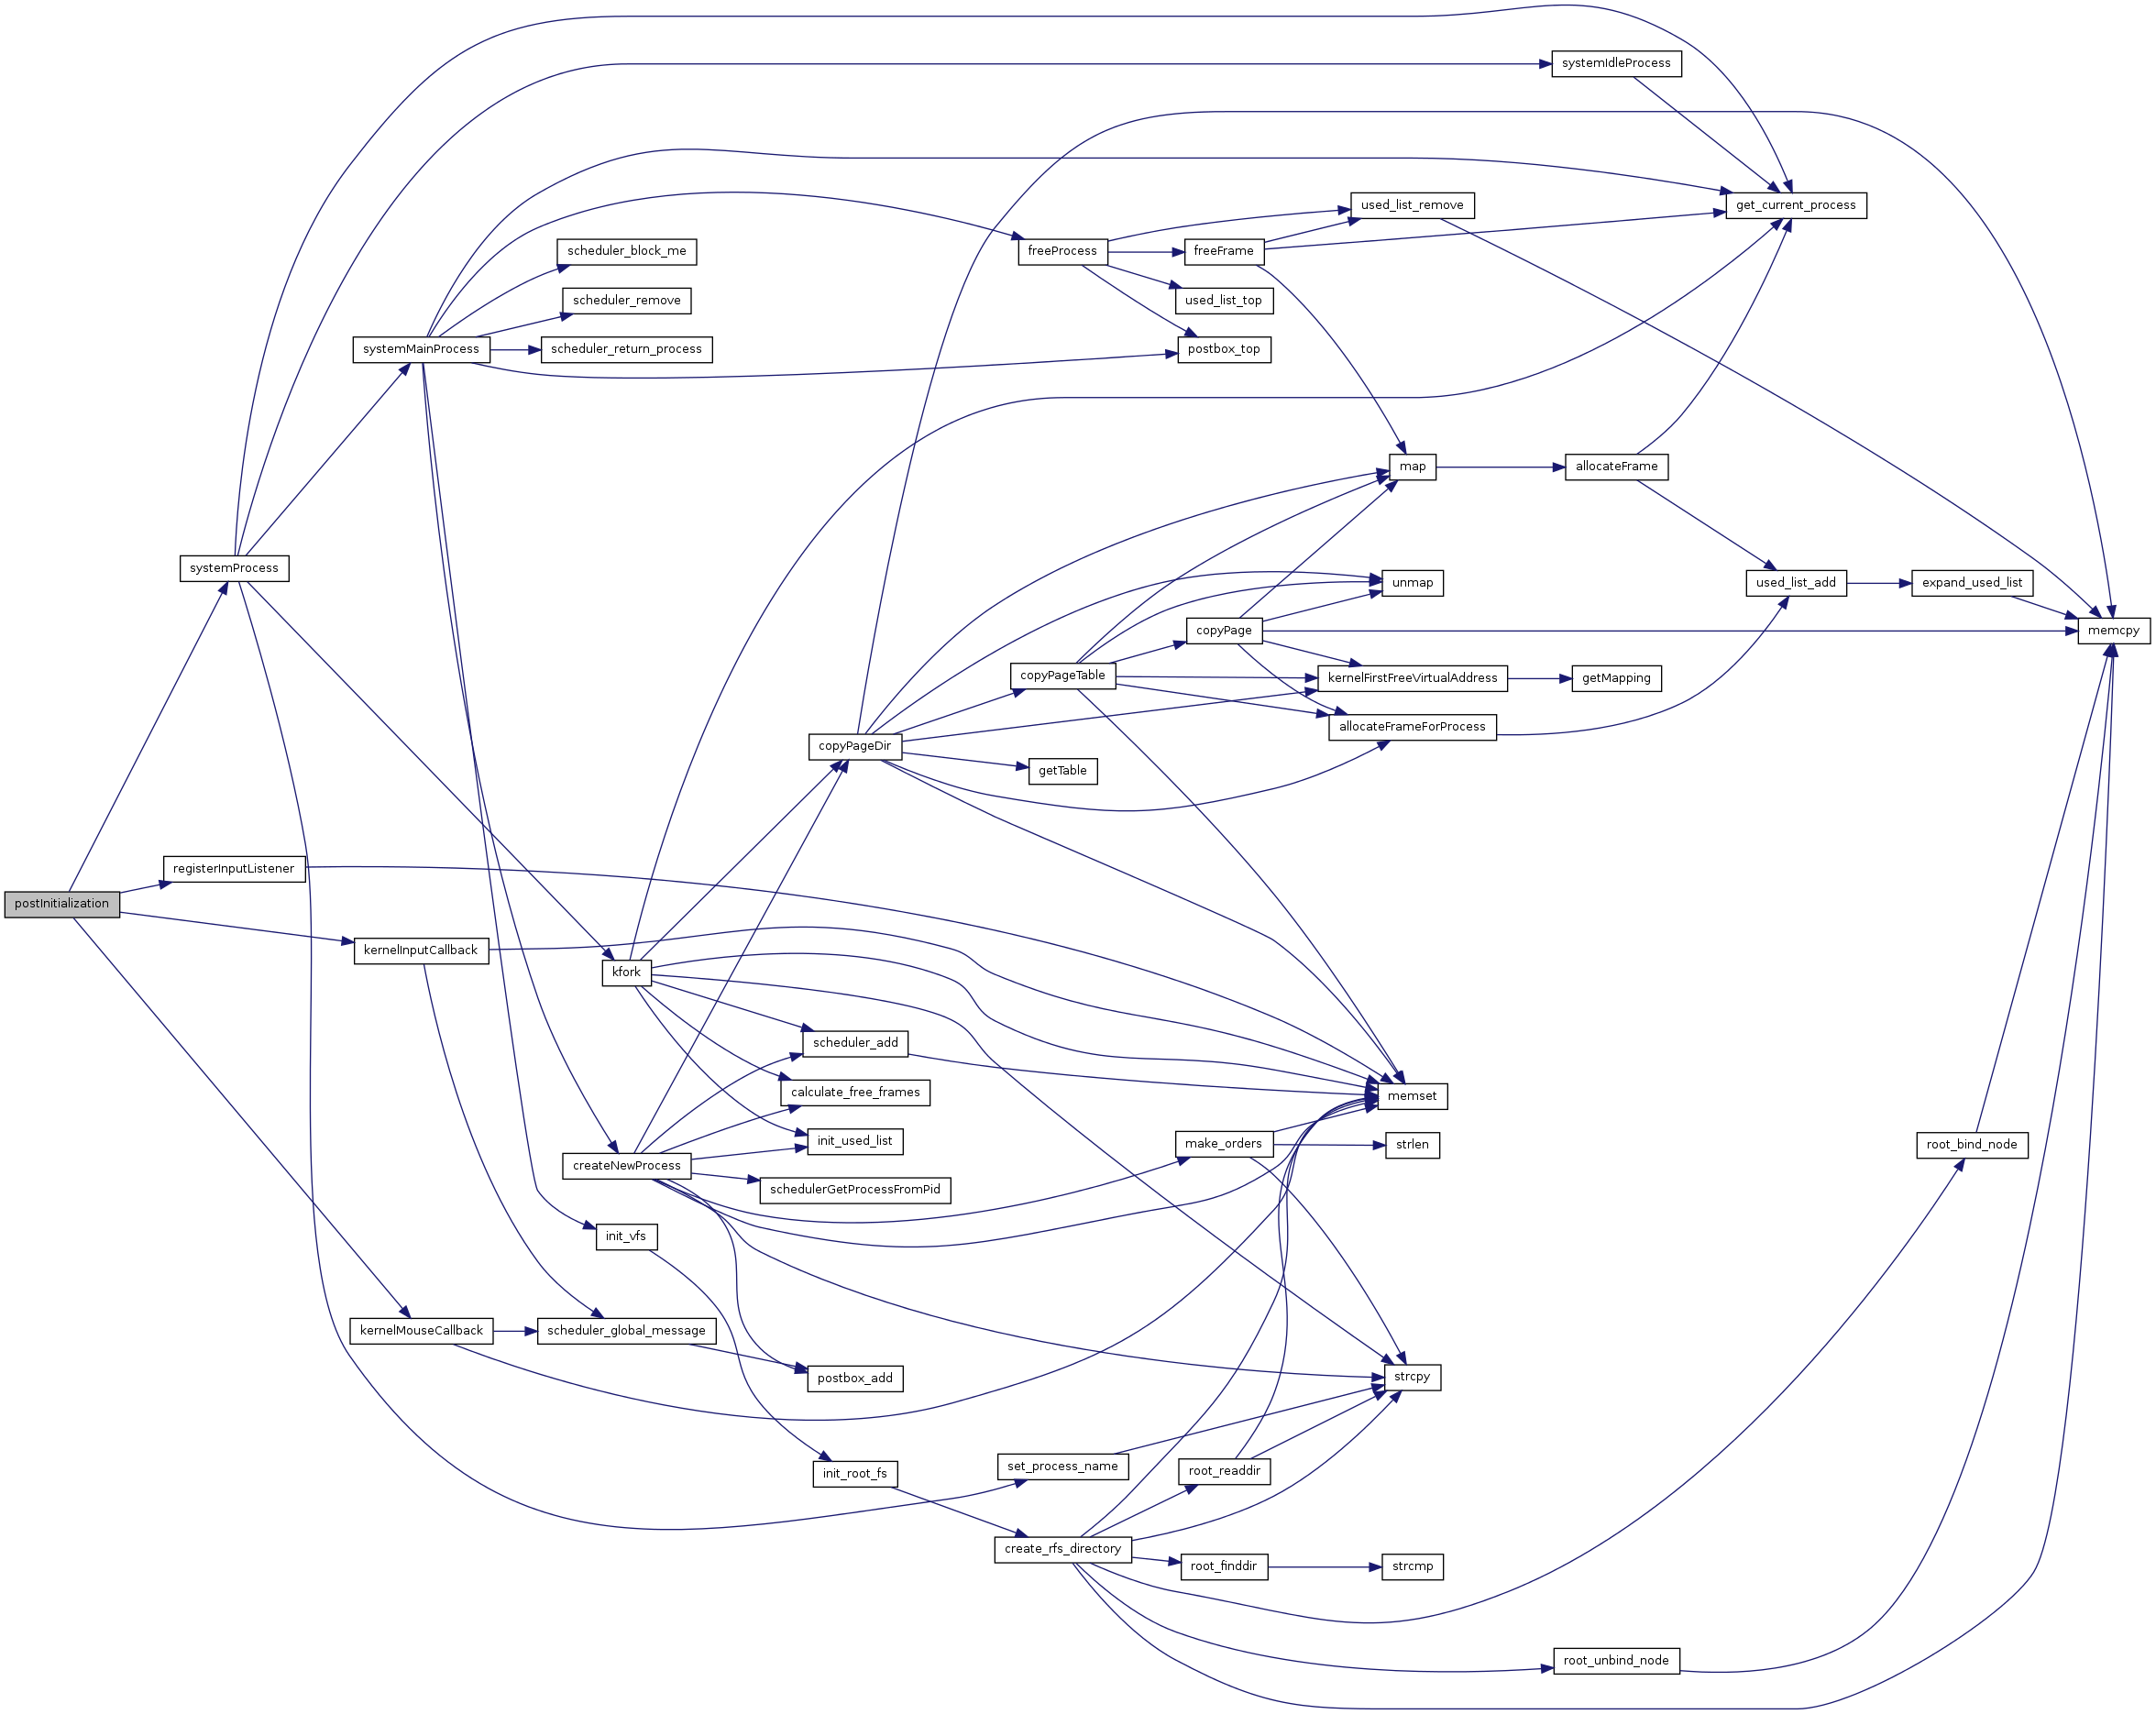 systemIdleProcess
used_list_remove
get_current_process
scheduler_block_me
freeProcess
freeFrame
scheduler_remove
used_list_top
systemMainProcess
scheduler_return_process
postbox_top
map
allocateFrame
systemProcess
unmap
used_list_add
expand_used_list
copyPage
memcpy
copyPageTable
kernelFirstFreeVirtualAddress
getMapping
allocateFrameForProcess
copyPageDir
getTable
registerInputListener
postInitialization
kernelInputCallback
kfork
scheduler_add
calculate_free_frames
memset
init_used_list
make_orders
strlen
root_bind_node
createNewProcess
schedulerGetProcessFromPid
init_vfs
kernelMouseCallback
scheduler_global_message
postbox_add
strcpy
set_process_name
init_root_fs
root_readdir
create_rfs_directory
root_finddir
strcmp
root_unbind_node